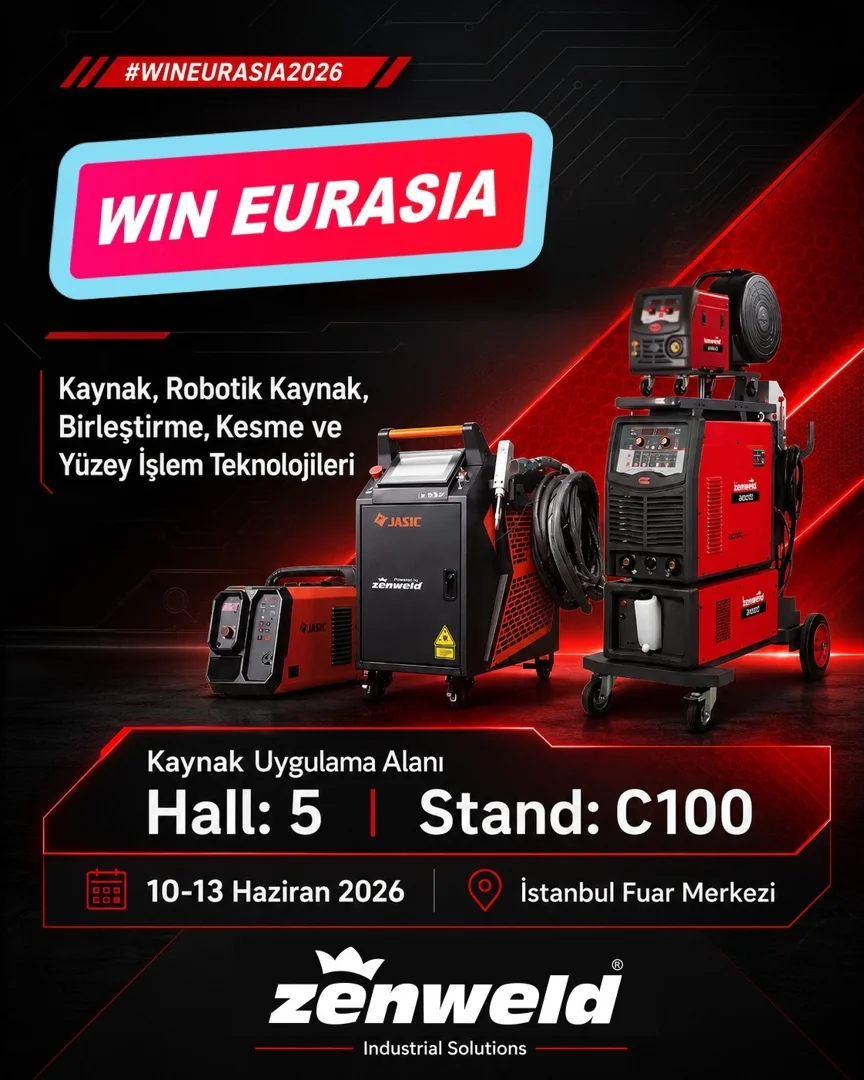 #WINEURASIA2026
WIN EURASIA
Kaynak, Robotik Kaynak,
Birleştirme, Kesme ve
Yüzey İşlem Teknolojileri
JASIC
JASIC
Powered by
zenweld
zenweld
zenweld
zenweld
Kaynak Uygulama Alanı
Hall: 5 | Stand: C100
10-13 Haziran 2026
İstanbul Fuar Merkezi
zenweld®
Industrial Solutions